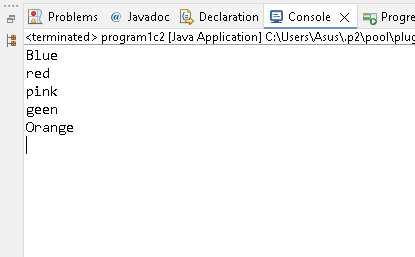 Problems @ Javadoc Declaration Console Progre
<terminated> program1c2 [Java Application] C:\Users\Asus\.p2\pool\plug
Blue
red
pink
geen
Orange